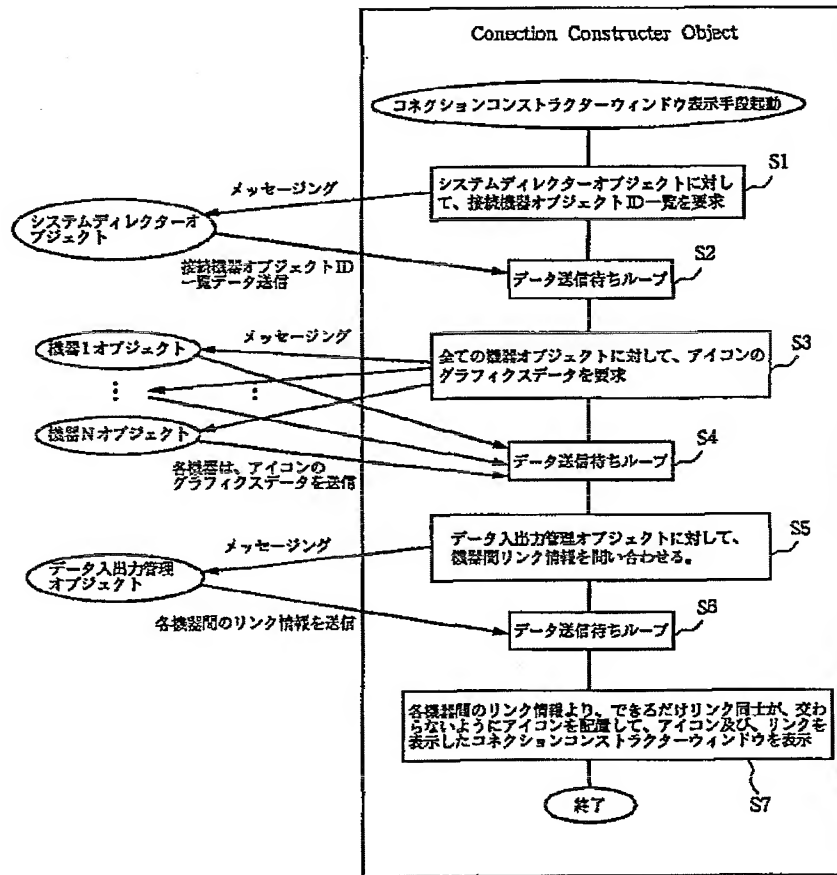 Conection Constructer Object
コネクションコンストラクターウィンドウ表示手段起動
S1
メッセージング
システムディレクターオブジェクトに対し
て、接続機器オブジェクトID一覧を要求
システムディレクターオ
ブジェクト
S2
接続機器オブジェクトID
一覧データ送信
データ送信待ちループ
メッセージング
S3
機器1オブジェクト
全ての機器オブジェクトに対して、アイコンの
グラフィクスデータを要求
機器Nオブジェクト
S4
データ送信待ちループ
各機器は、アイコンの
グラフィクスデータを送信
S5
メッセージング
データ入出力管理オブジェクトに対して、
機器間リンク情報を問い合わせる。
データ入出力管理
オブジェクト
S6
各機器間のリンク情報を送信
データ送信待ちループ
各機器間のリンク情報より、できるだけリンク同士が、交わ
らないようにアイコンを配置して、アイコン及び、リンクを
表示したコネクションコンストラクターウィンドウを表示
S7
終了